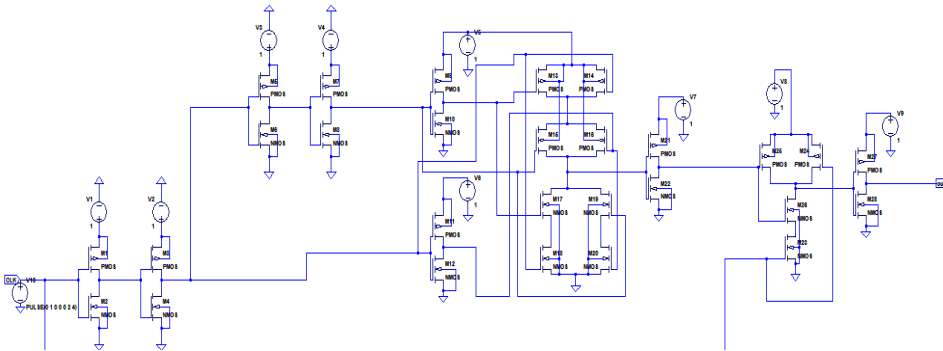 V3
1
V4
1
M5
PMOS
M7
PMOS
M6
NMOS
M8
NMOS
V5
1
M9
PMOS
M10
NMOS
M13
PMOS
M14
PMOS
M15
PMOS
M16
PMOS
M17
NMOS
M19
NMOS
M18
NMOS
M20
NMOS
V6
1
M11
PMOS
M12
NMOS
V7
1
M21
PMOS
M22
NMOS
V8
1
M25
PMOS
M24
PMOS
M26
NMOS
M23
NMOS
V9
1
M27
PMOS
M28
NMOS
V1
1
V2
1
M1
PMOS
M3
PMOS
M2
NMOS
M4
NMOS
CLK
V10
PULSE(0 1 0 0 0 2 4)